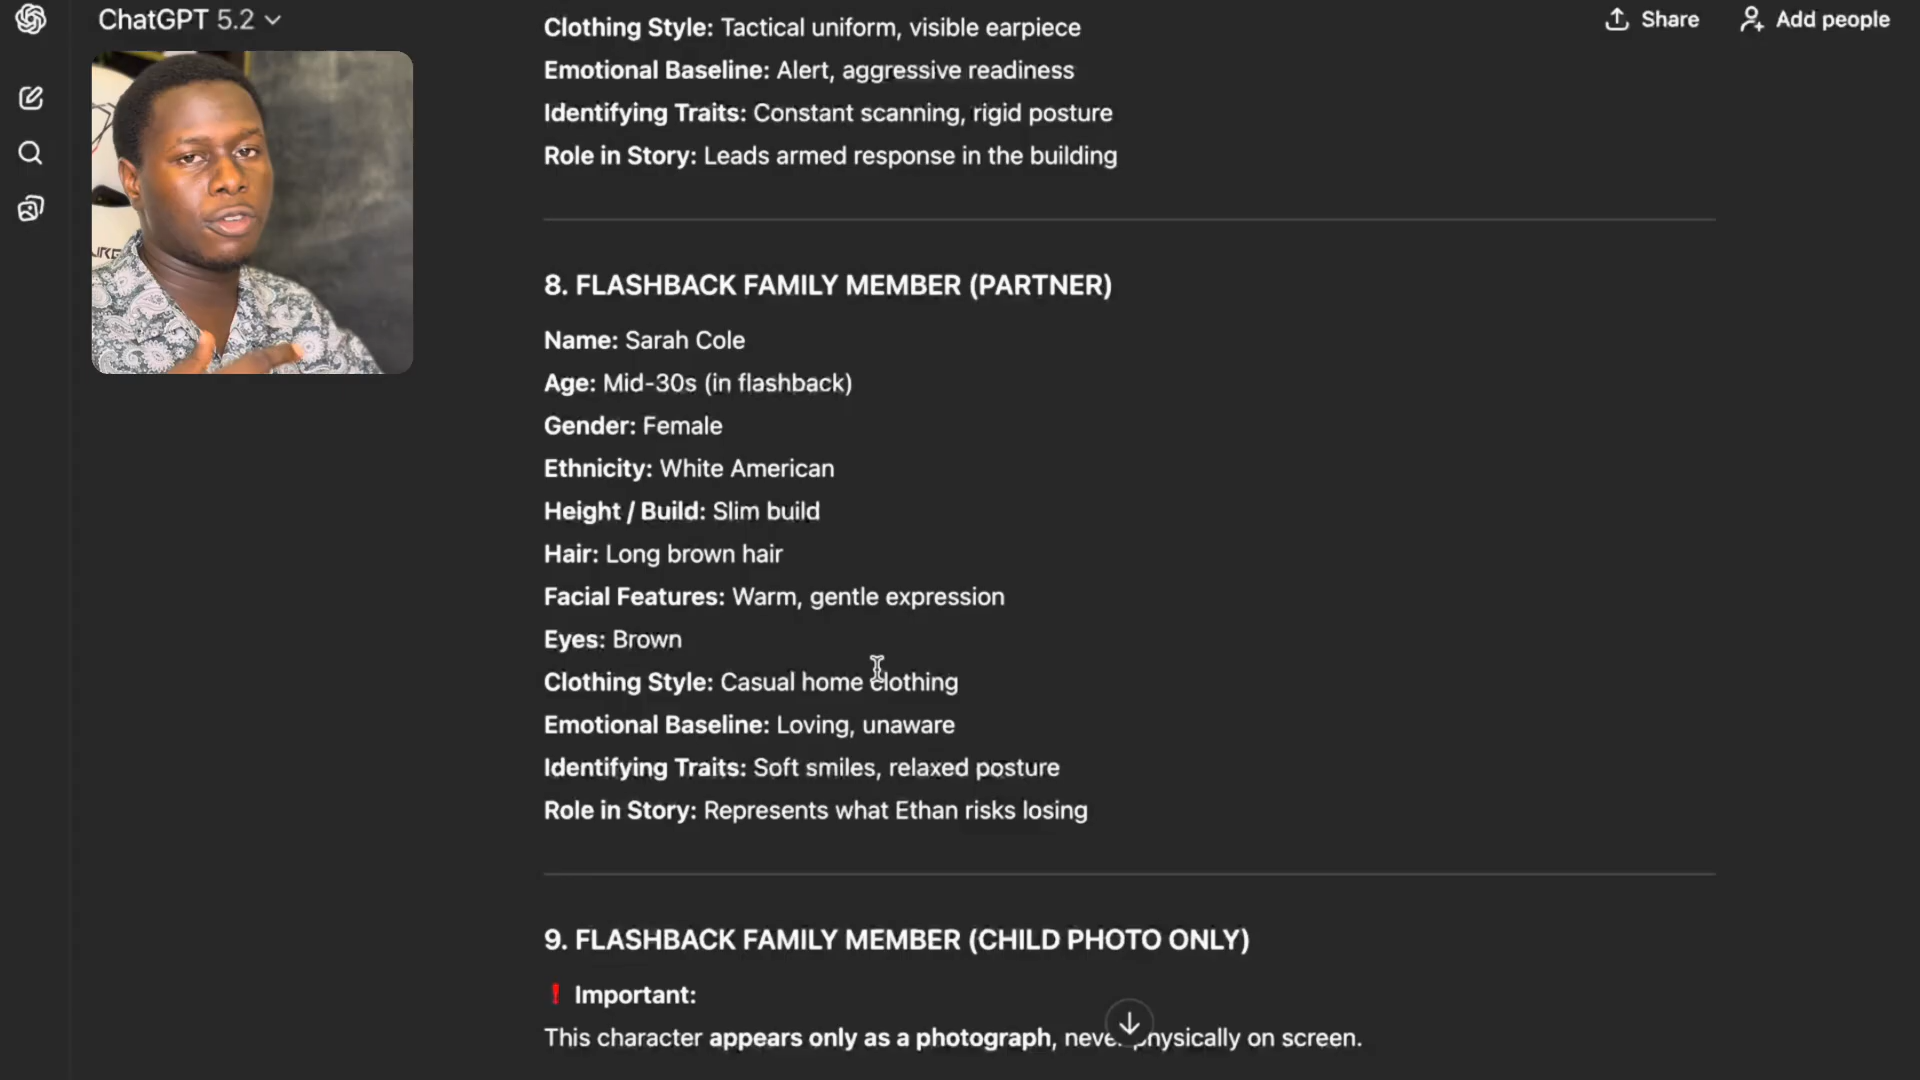 ChatGPT 5.2
Share
Add people
Clothing Style: Tactical uniform, visible earpiece
Emotional Baseline: Alert, aggressive readiness
Identifying Traits: Constant scanning, rigid posture
Role in Story: Leads armed response in the building
8. FLASHBACK FAMILY MEMBER (PARTNER)
Name: Sarah Cole
Age: Mid-30s (in flashback)
Gender: Female
Ethnicity: White American
Height / Build: Slim build
Hair: Long brown hair
Facial Features: Warm, gentle expression
Eyes: Brown
Clothing Style: Casual home clothing
Emotional Baseline: Loving, unaware
Identifying Traits: Soft smiles, relaxed posture
Role in Story: Represents what Ethan risks losing
9. FLASHBACK FAMILY MEMBER (CHILD PHOTO ONLY)
❗ Important:
This character appears only as a photograph, never physically on screen.